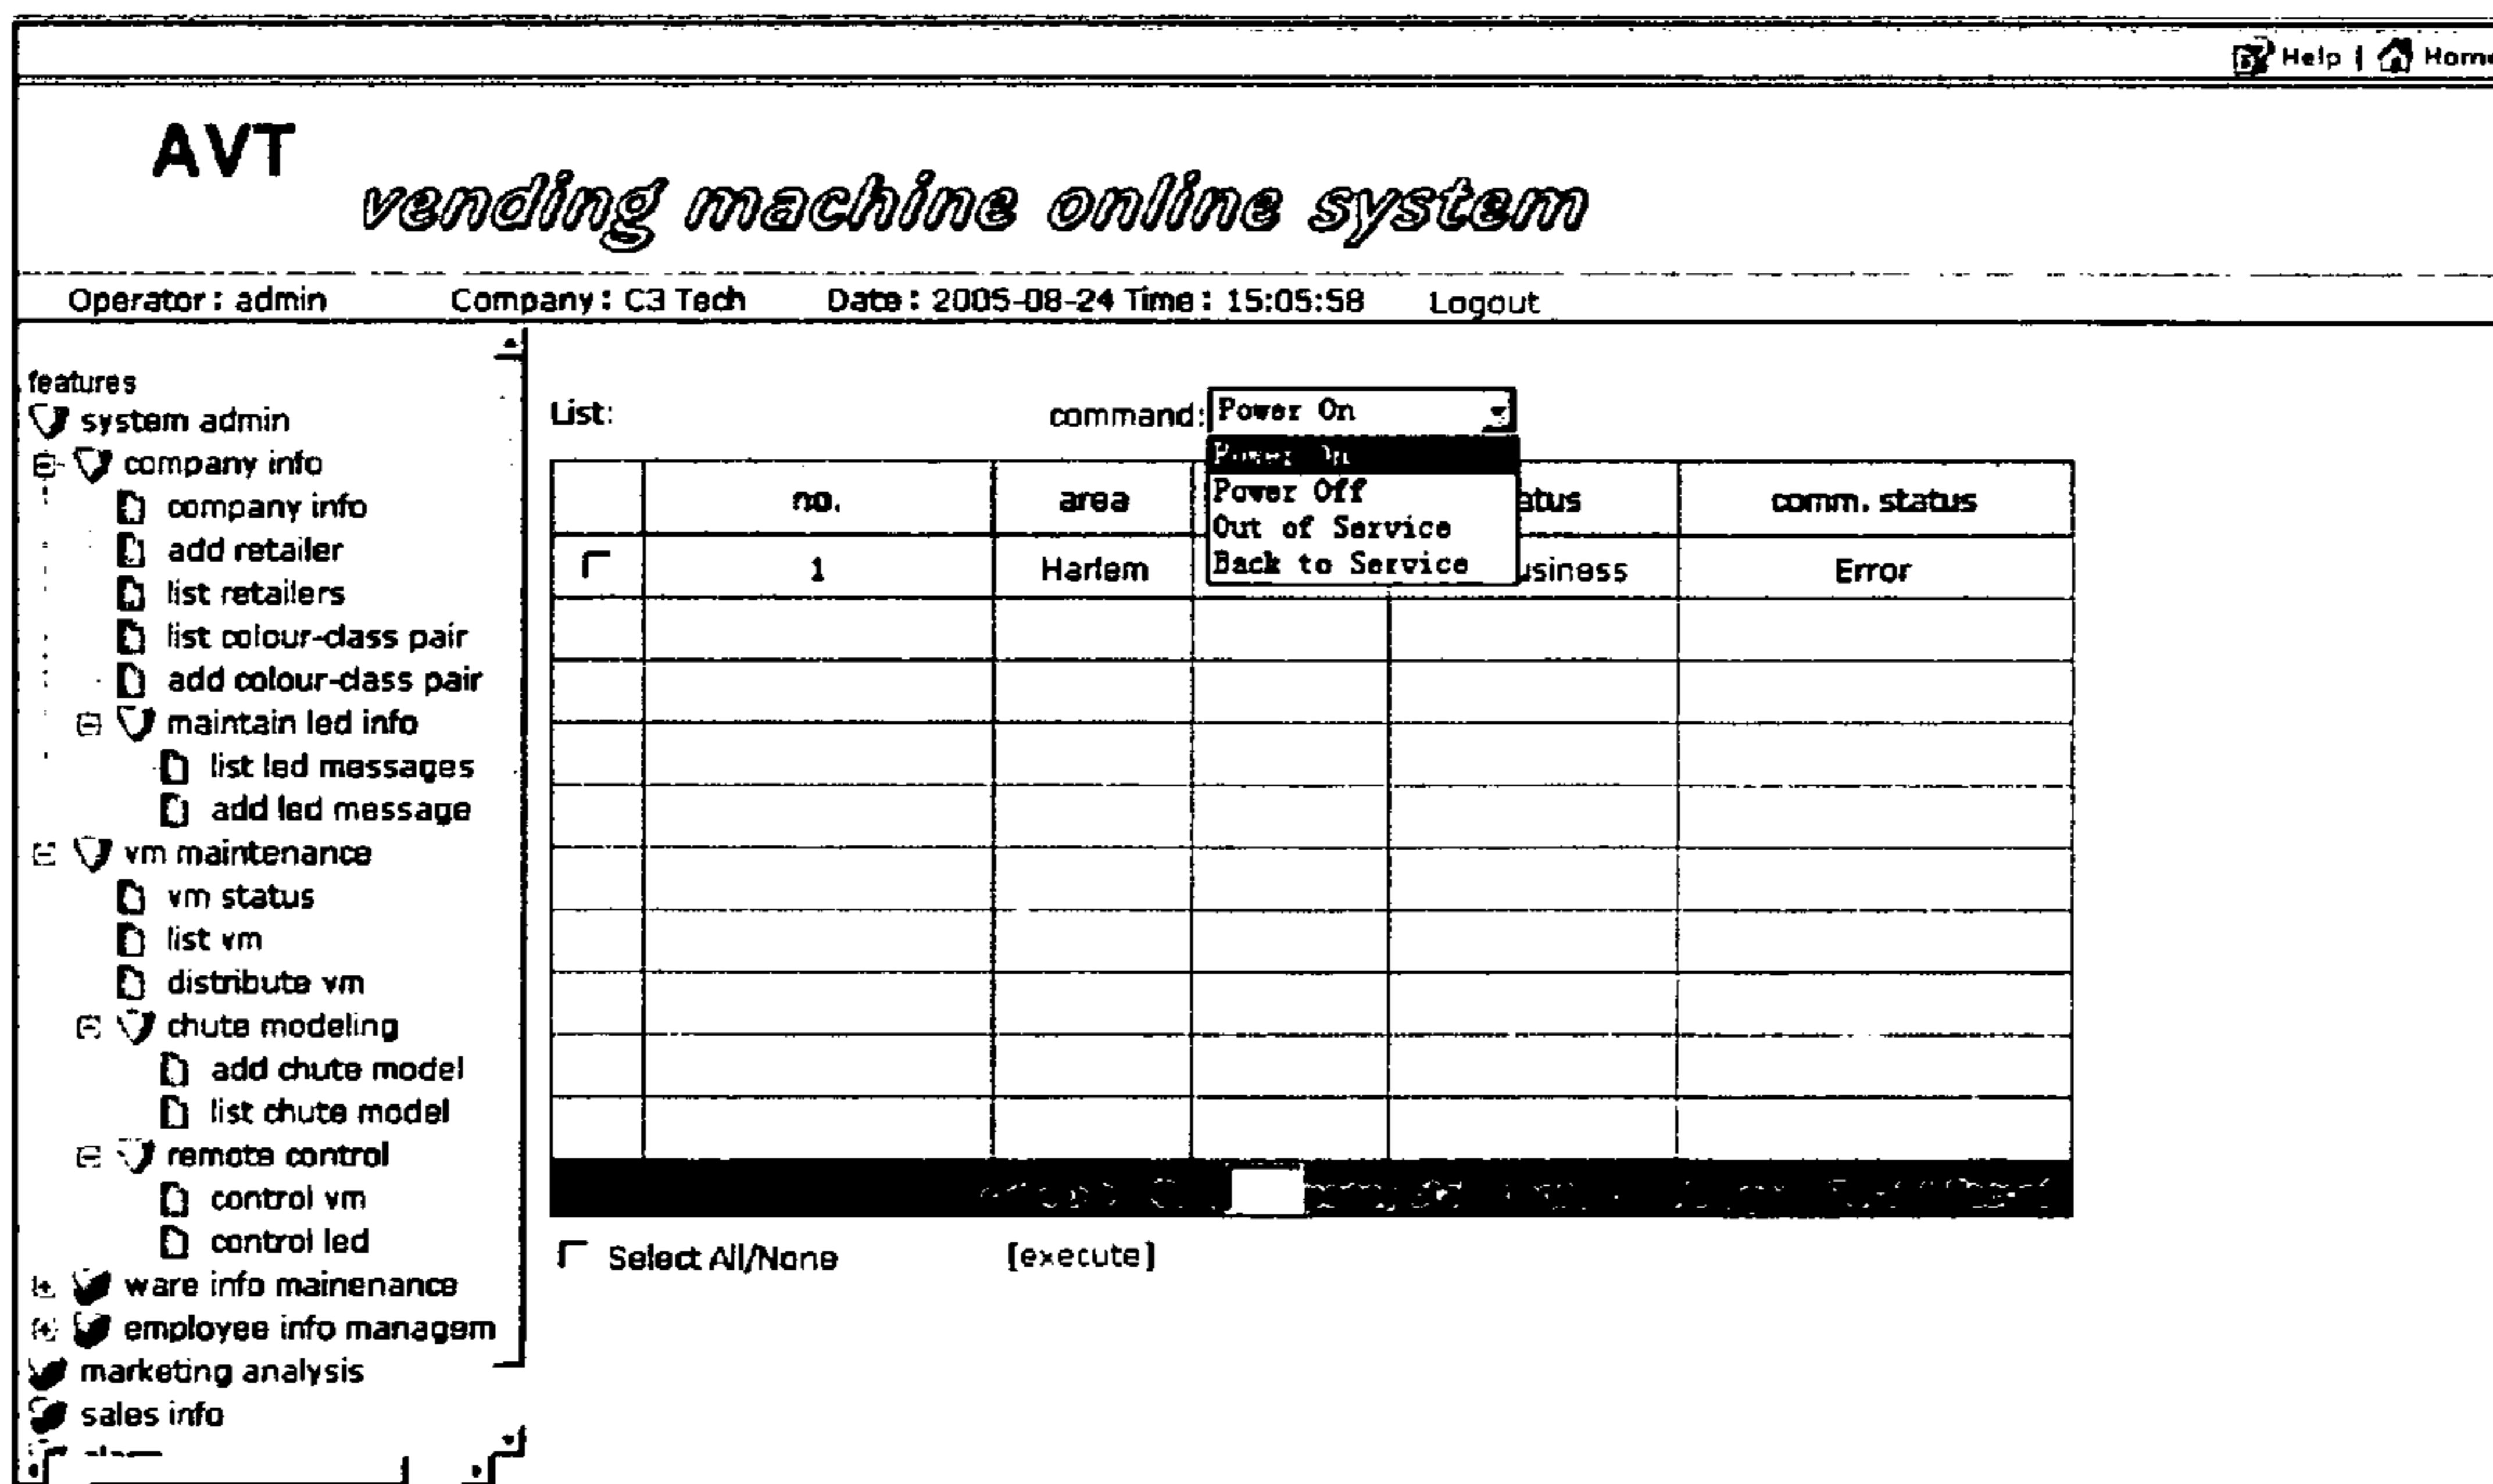 Help | Home
AVT
vending machine online system
Operator: admin Company: C3 Tech Date: 2005-08-24 Time: 15:05:58 Logout
features
system admin
company info
company info
add retailer
list retailers
list colour-class pair
add colour-class pair
maintain led info
list led messages
add led message
vm maintenance
vm status
list vm
distribute vm
chute modeling
add chute model
list chute model
remote control
control vm
control led
ware info mainenance
employee info managem
marketing analysis
sales info
List: command: Power On
Power On
Power Off
Out of Service
Back to Service
no. area atus comm. status
1 Harlem usiness Error
Select All/None [execute]